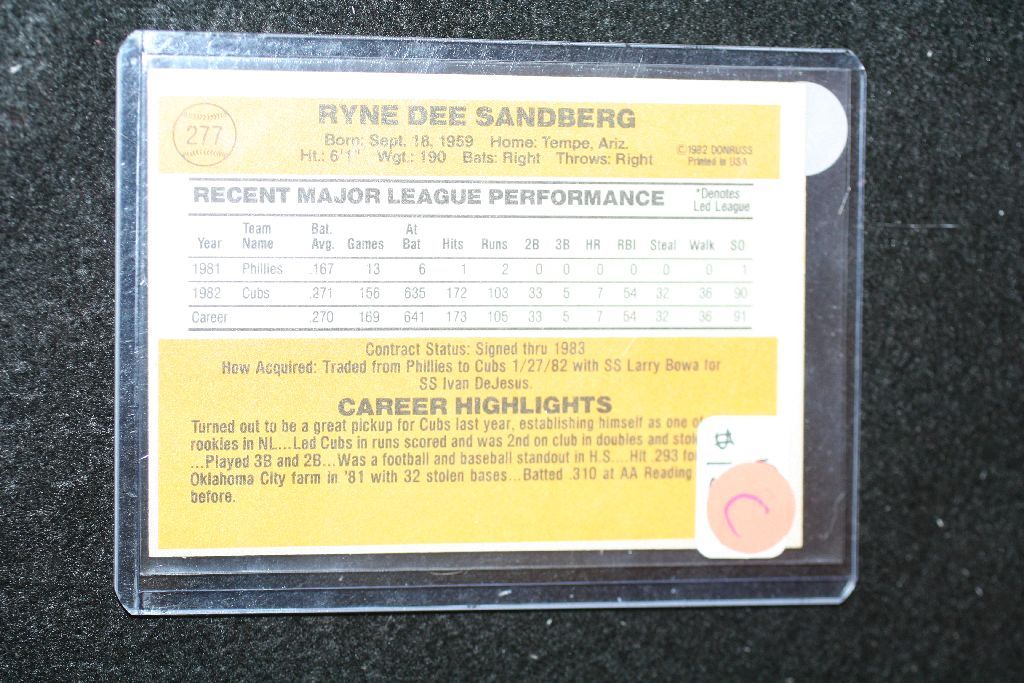 277
RYNE DEE SANDBERG
Born: Sept. 18, 1959 Home: Tempe, Ariz.
Ht.: 6'1" Wgt.: 190 Bats: Right Throws: Right
© 1982 DONRUSS
Printed in USA
RECENT MAJOR LEAGUE PERFORMANCE
*Denotes
Led League
Year Team Name Bat. Avg. Games At Bat Hits Runs 2B 3B HR RBI Steal Walk SO
1981 Phillies .167 13 6 1 2 0 0 0 0 0 0 1
1982 Cubs .271 156 635 172 103 33 5 7 54 32 36 90
Career .270 169 641 173 105 33 5 7 54 32 36 91
Contract Status: Signed thru 1983
How Acquired: Traded from Phillies to Cubs 1/27/82 with SS Larry Bowa for
SS Ivan DeJesus.
CAREER HIGHLIGHTS
Turned out to be a great pickup for Cubs last year, establishing himself as one of
rookies in NL...Led Cubs in runs scored and was 2nd on club in doubles and
...Played 3B and 2B...Was a football and baseball standout in H.S....Hit .293
Oklahoma City farm in '81 with 32 stolen bases...Batted .310 at AA Reading
before.